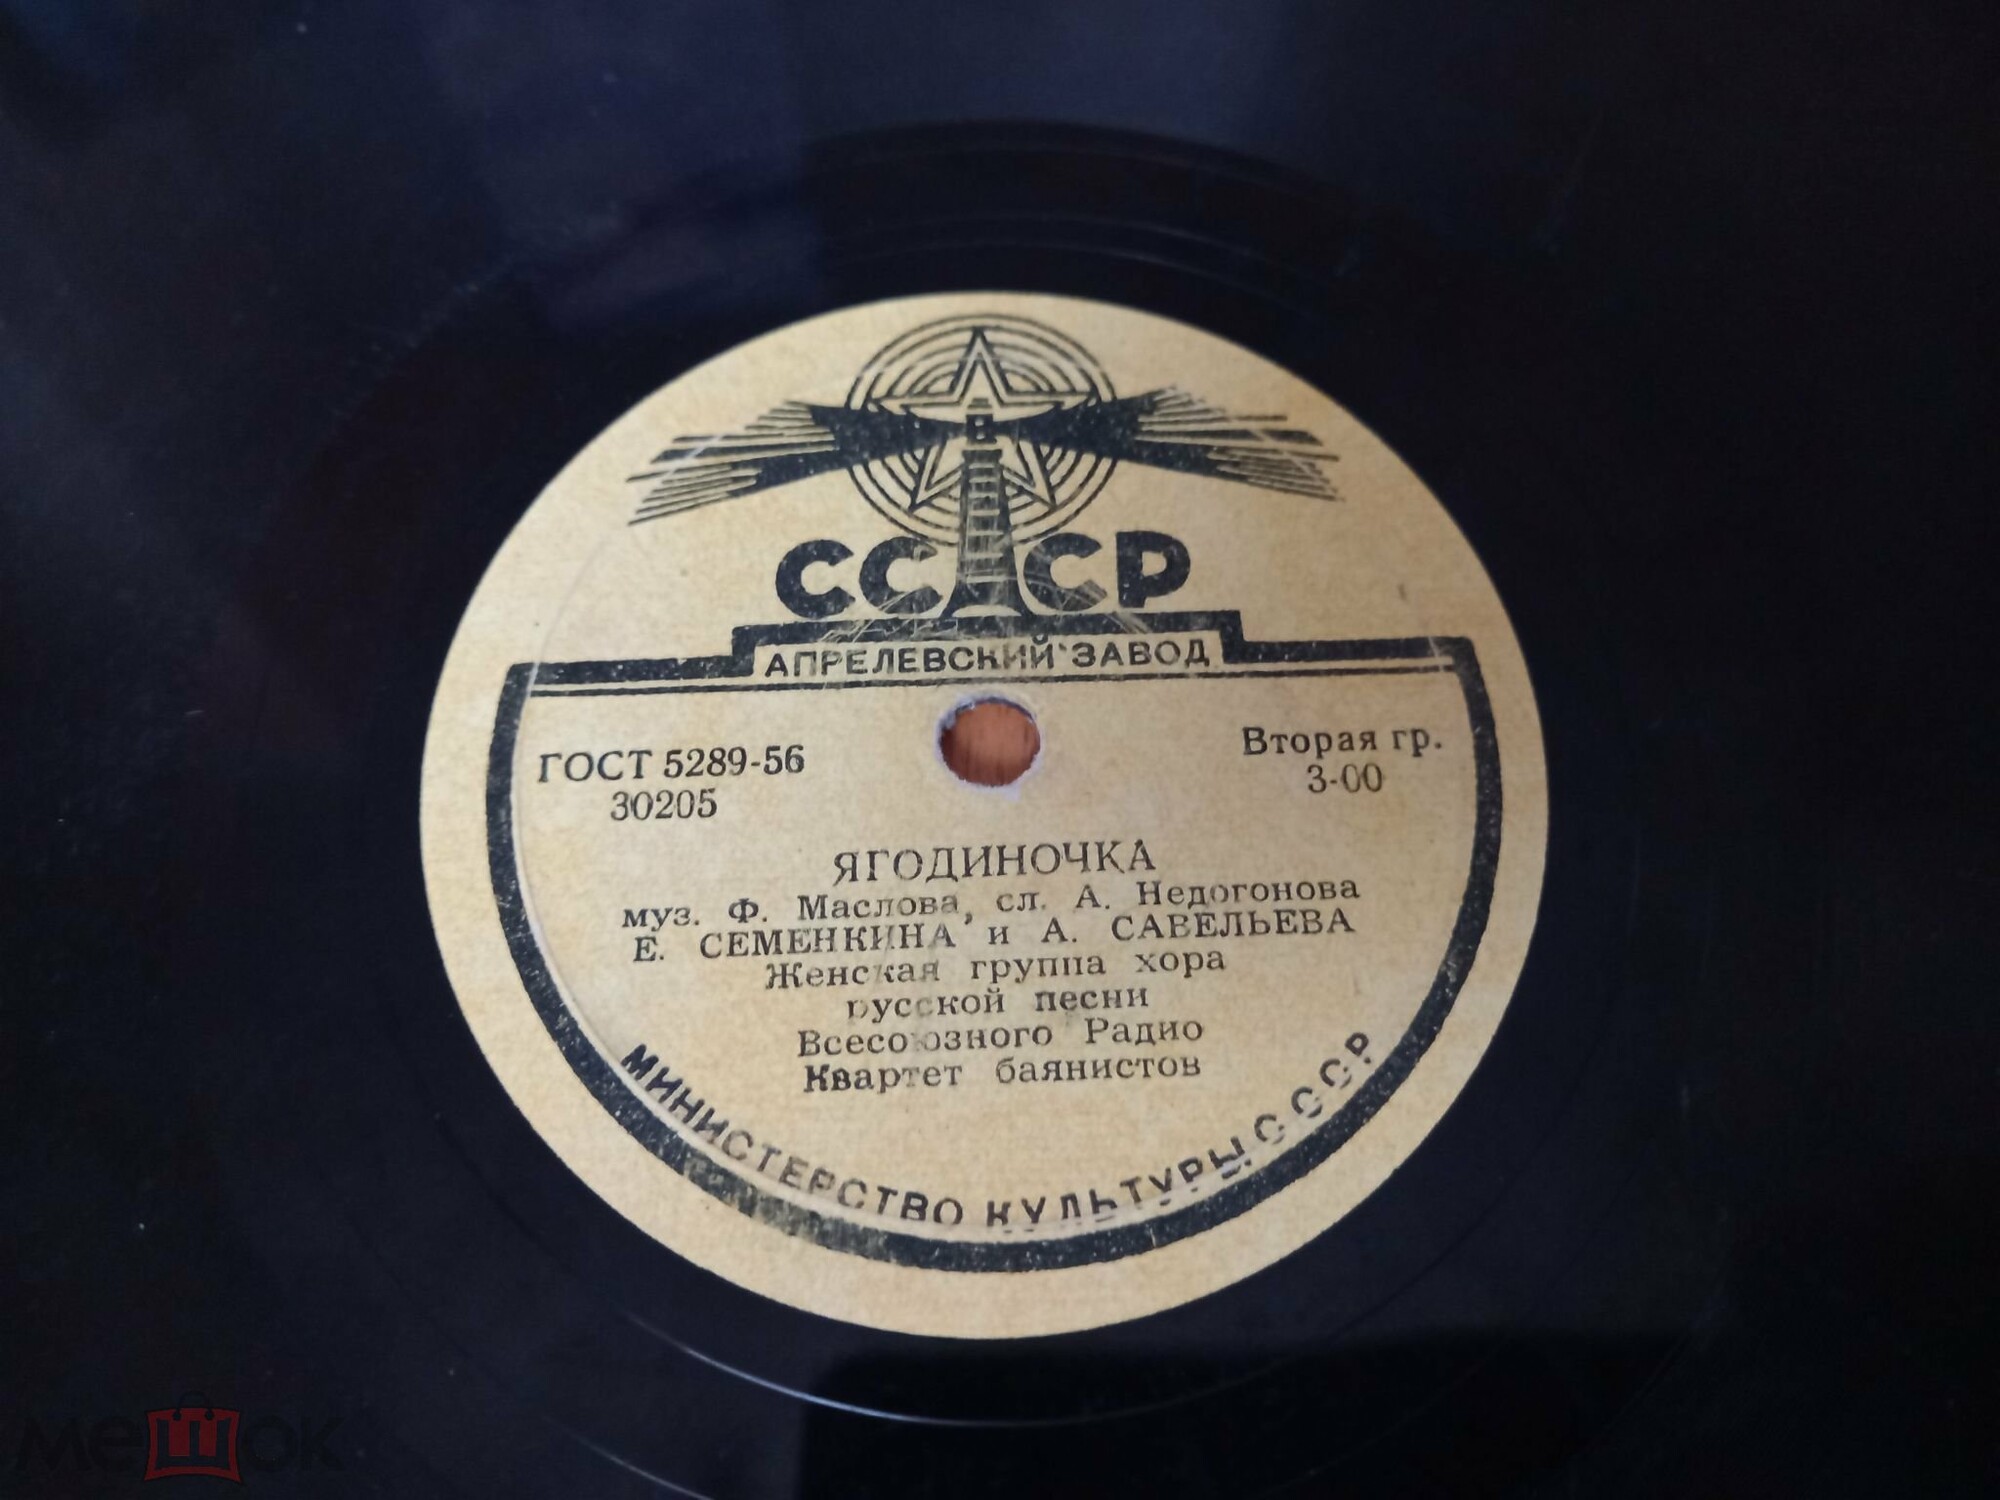 СССР
АПРЕЛЕВСКИЙ ЗАВОД
ГОСТ 5289-56
30205
Вторая гр.
3-00
ЯГОДИНОЧКА
муз. Ф. Маслова, сл. А. Недогонова
Е. СЕМЕНКИНА и А. САВЕЛЬЕВА
Женская группа хора
русской песни
Всесоюзного Радио
Квартет баянистов
МИНИСТЕРСТВО КУЛЬТУРЫ СССР
мешок